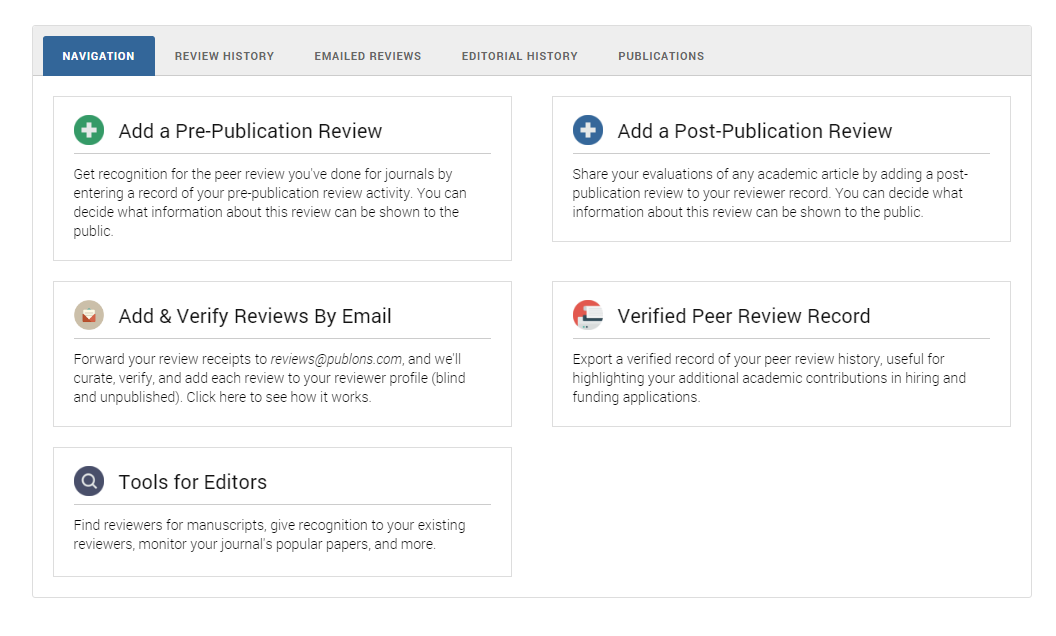 NAVIGATION REVIEW HISTORY EMAILED REVIEWS EDITORIAL HISTORY PUBLICATIONS
Add a Pre-Publication Review
Get recognition for the peer review you've done for journals by
entering a record of your pre-publication review activity. You can
decide what information about this review can be shown to the
public.
Add a Post-Publication Review
Share your evaluations of any academic article by adding a post-
publication review to your reviewer record. You can decide what
information about this review can be shown to the public.
Add & Verify Reviews By Email
Forward your review receipts to reviews@publons.com, and we'll
curate, verify, and add each review to your reviewer profile (blind
and unpublished). Click here to see how it works.
Verified Peer Review Record
Export a verified record of your peer review history, useful for
highlighting your additional academic contributions in hiring and
funding applications.
Tools for Editors
Find reviewers for manuscripts, give recognition to your existing
reviewers, monitor your journal's popular papers, and more.